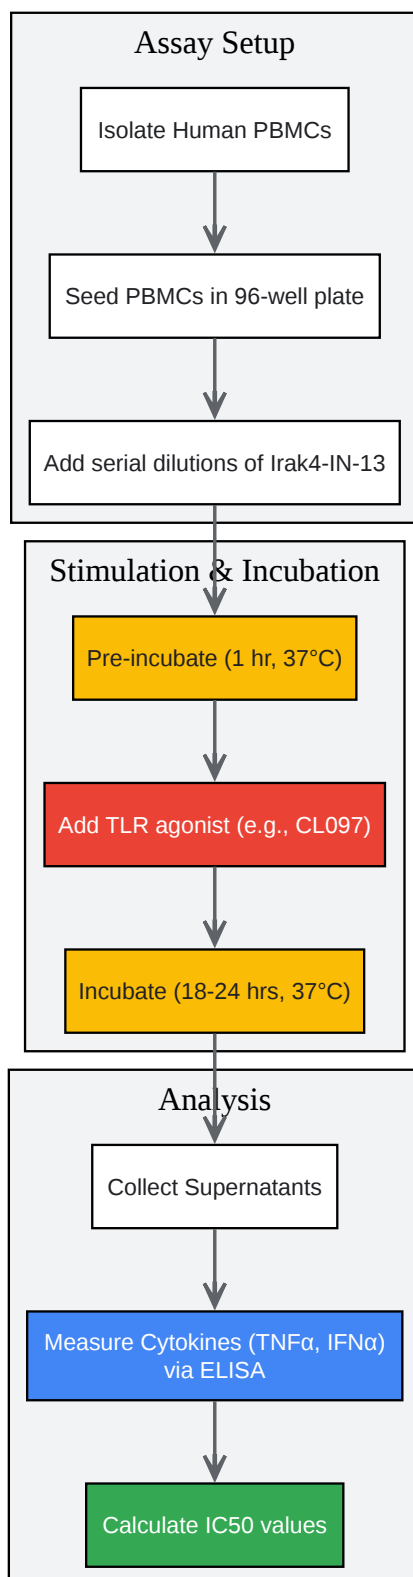 Assay Setup
Isolate Human PBMCs
Seed PBMCs in 96-well plate
Add serial dilutions of Irak4-IN-13
Stimulation & Incubation
Pre-incubate (1 hr, 37°C)
Add TLR agonist (e.g., CL097)
Incubate (18-24 hrs, 37°C)
Analysis
Collect Supernatants
Measure Cytokines (TNFα, IFNα)
via ELISA
Calculate IC50 values